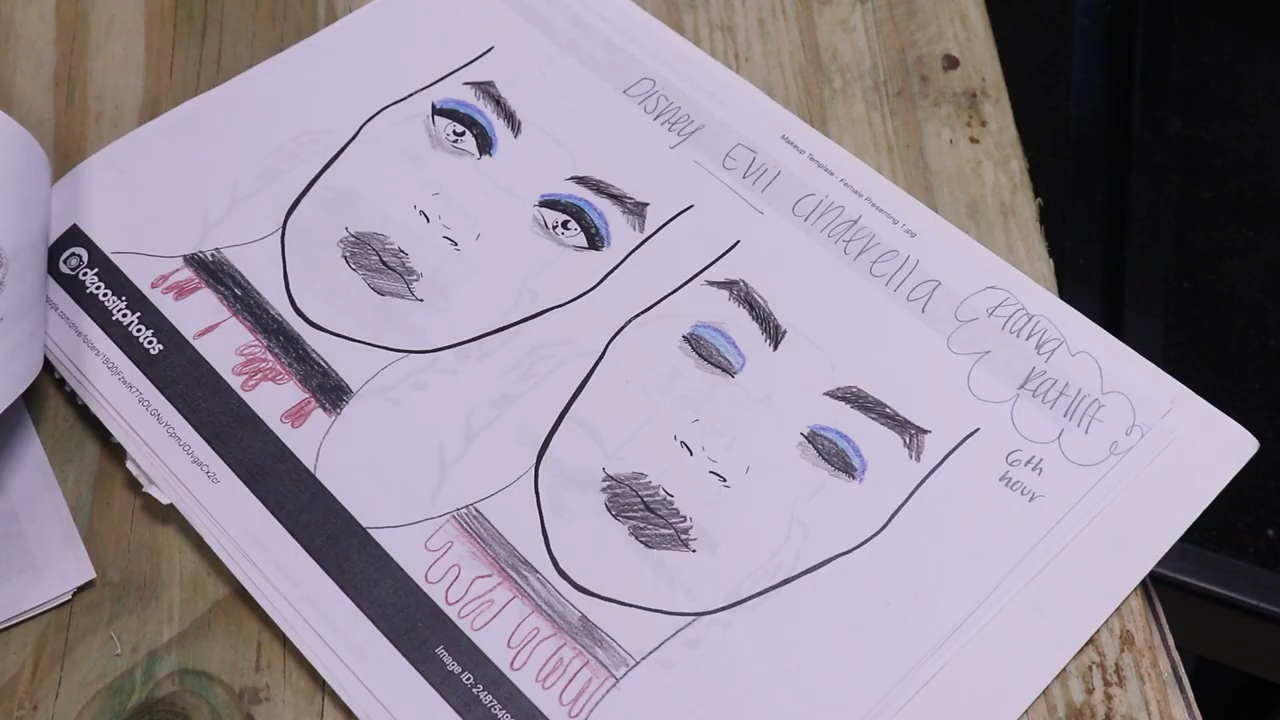 Makeup Template - Female Presenting 1.jpg
DISNEY EVIL CINDERELLA (Kiana
Ratliff
6th
hour
depositphotos
Image ID: 2487549